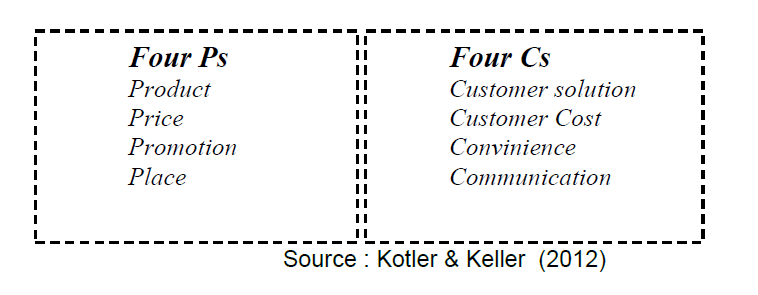 Four Ps
Product
Price
Promotion
Place
Four Cs
Customer solution
Customer Cost
Convinience
Communication
Source : Kotler & Keller  (2012)